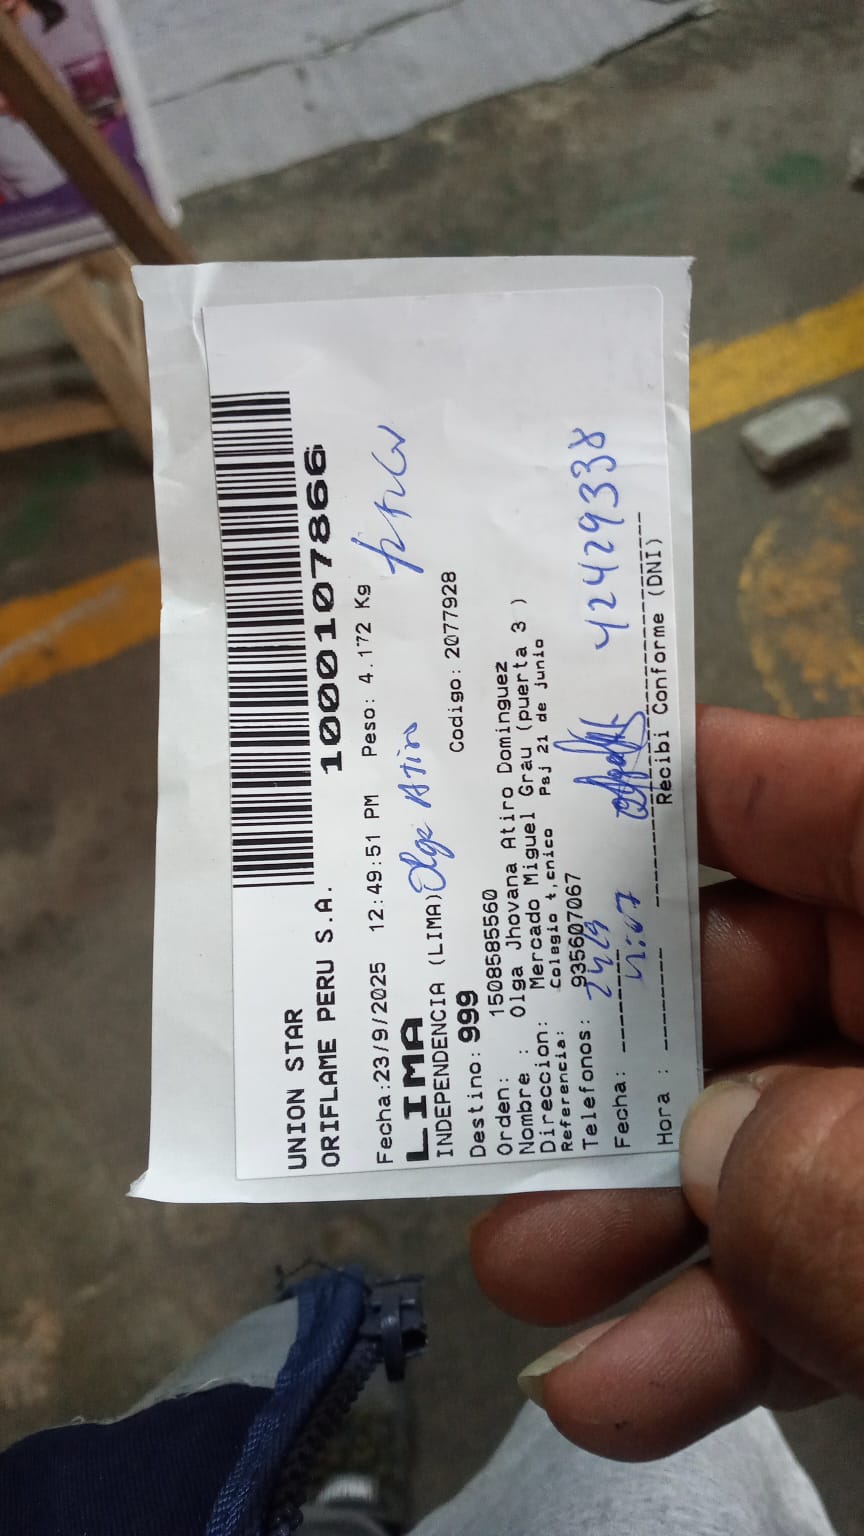 UNION STAR
ORIFLAME PERU S.A. 1000107866
Fecha:23/9/2025 12:49:51 PM Peso: 4.172 Kg
LIMA
INDEPENDENCIA (LIMA) Olga Atiro
Codigo: 2077928
Destino: 999
Orden: 1508585560
Nombre : Olga Jhovana Atiro Dominguez
Direccion: Mercado Miguel Grau (puerta 3 )
Referencia: Colegio t,cnico Psj 21 de junio
Telefonos: 935607067
Fecha: 24/9 42429338
Hora :
Recibi Conforme (DNI)